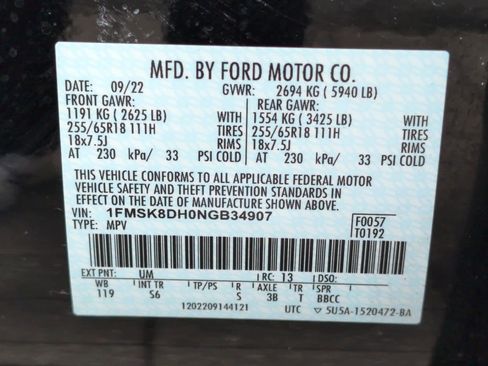 MFD. BY FORD MOTOR CO.
DATE: 09/22 GVWR: 2694 KG ( 5940 LB)
FRONT GAWR: REAR GAWR:
1191 KG ( 2625 LB) WITH 1554 KG ( 3425 LB) WITH
255/65R18 111H TIRES 255/65R18 111H TIRES
18x7.5J RIMS 18x7.5J RIMS
AT 230 kPa/ 33 PSI COLD AT 230 kPa/ 33 PSI COLD
THIS VEHICLE CONFORMS TO ALL APPLICABLE FEDERAL MOTOR
VEHICLE SAFETY AND THEFT PREVENTION STANDARDS IN
EFFECT ON THE DATE OF MANUFACTURE SHOWN ABOVE.
VIN: 1FMSK8DH0NGB34907 F0057
TYPE: MPV T0192
EXT PNT: UM RC: 13 DSO:
WB INT TR TP/PS R AXLE TR SPR
119 S6 S 3B T BBCC
1202209144121 UTC ▽ 5U5A-1520472-BA